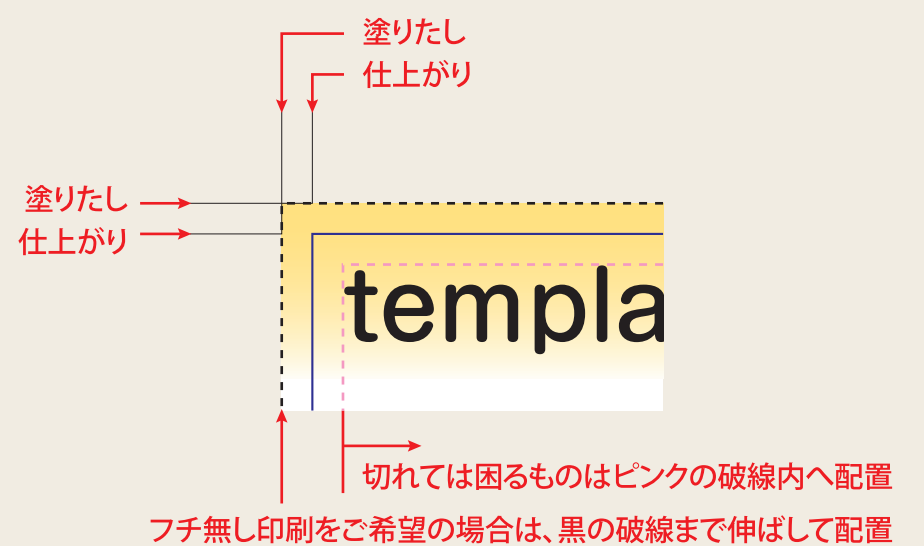 塗りたし
仕上がり
塗りたし
仕上がり
templa
切れては困るものはピンクの破線内へ配置
フチ無し印刷をご希望の場合は、黒の破線まで伸ばして配置